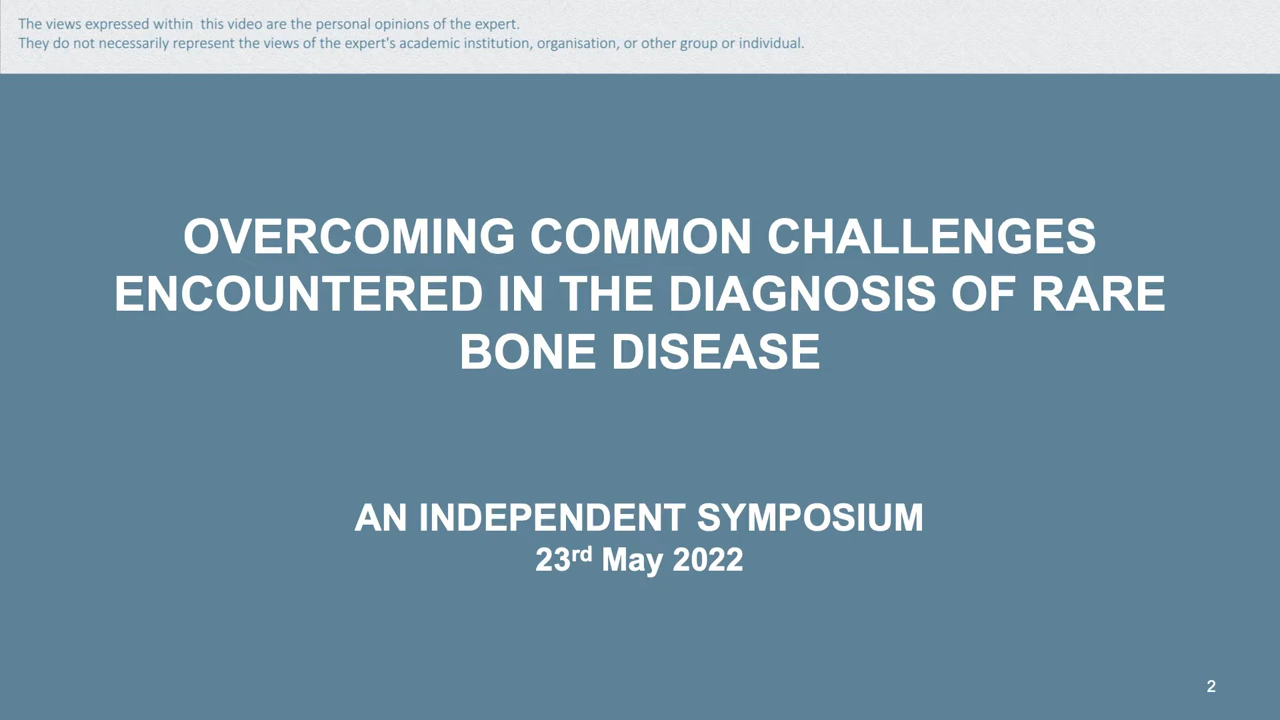 The views expressed within  this video are the personal opinions of the expert.
They do not necessarily represent the views of the expert's academic institution, organisation, or other group or individual.
OVERCOMING COMMON CHALLENGES
ENCOUNTERED IN THE DIAGNOSIS OF RARE
BONE DISEASE
AN INDEPENDENT SYMPOSIUM
23rd May 2022
2